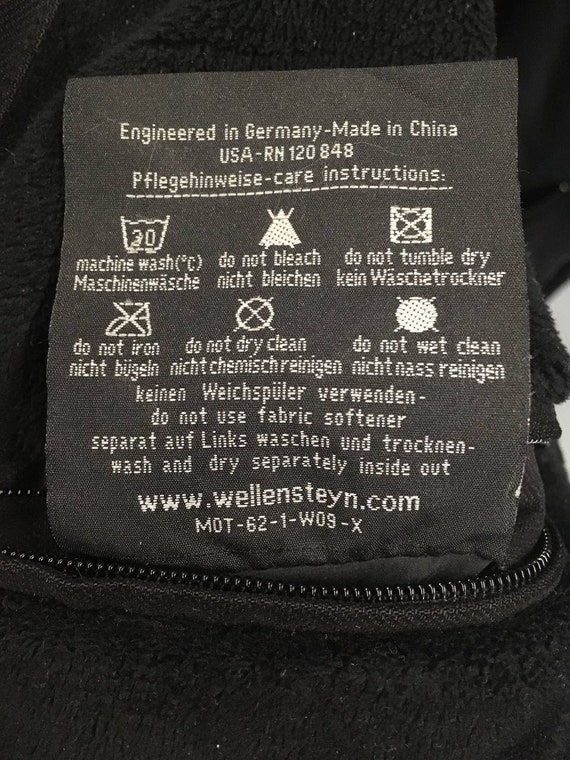 Engineered in Germany-Made in China
USA-RN 120 848
Pflegehinweise-care instructions:
30
machine wash(°C) do not bleach do not tumble dry
Maschinenwäsche nicht bleichen kein Wäschetrockner
do not iron do not dry clean do not wet clean
nicht bügeln nicht chemisch reinigen nicht nass reinigen
keinen Weichspüler verwenden-
do not use fabric softener
separat auf Links waschen und trocknen-
wash and dry separately inside out
www.wellensteyn.com
MOT-62-1-W09-X